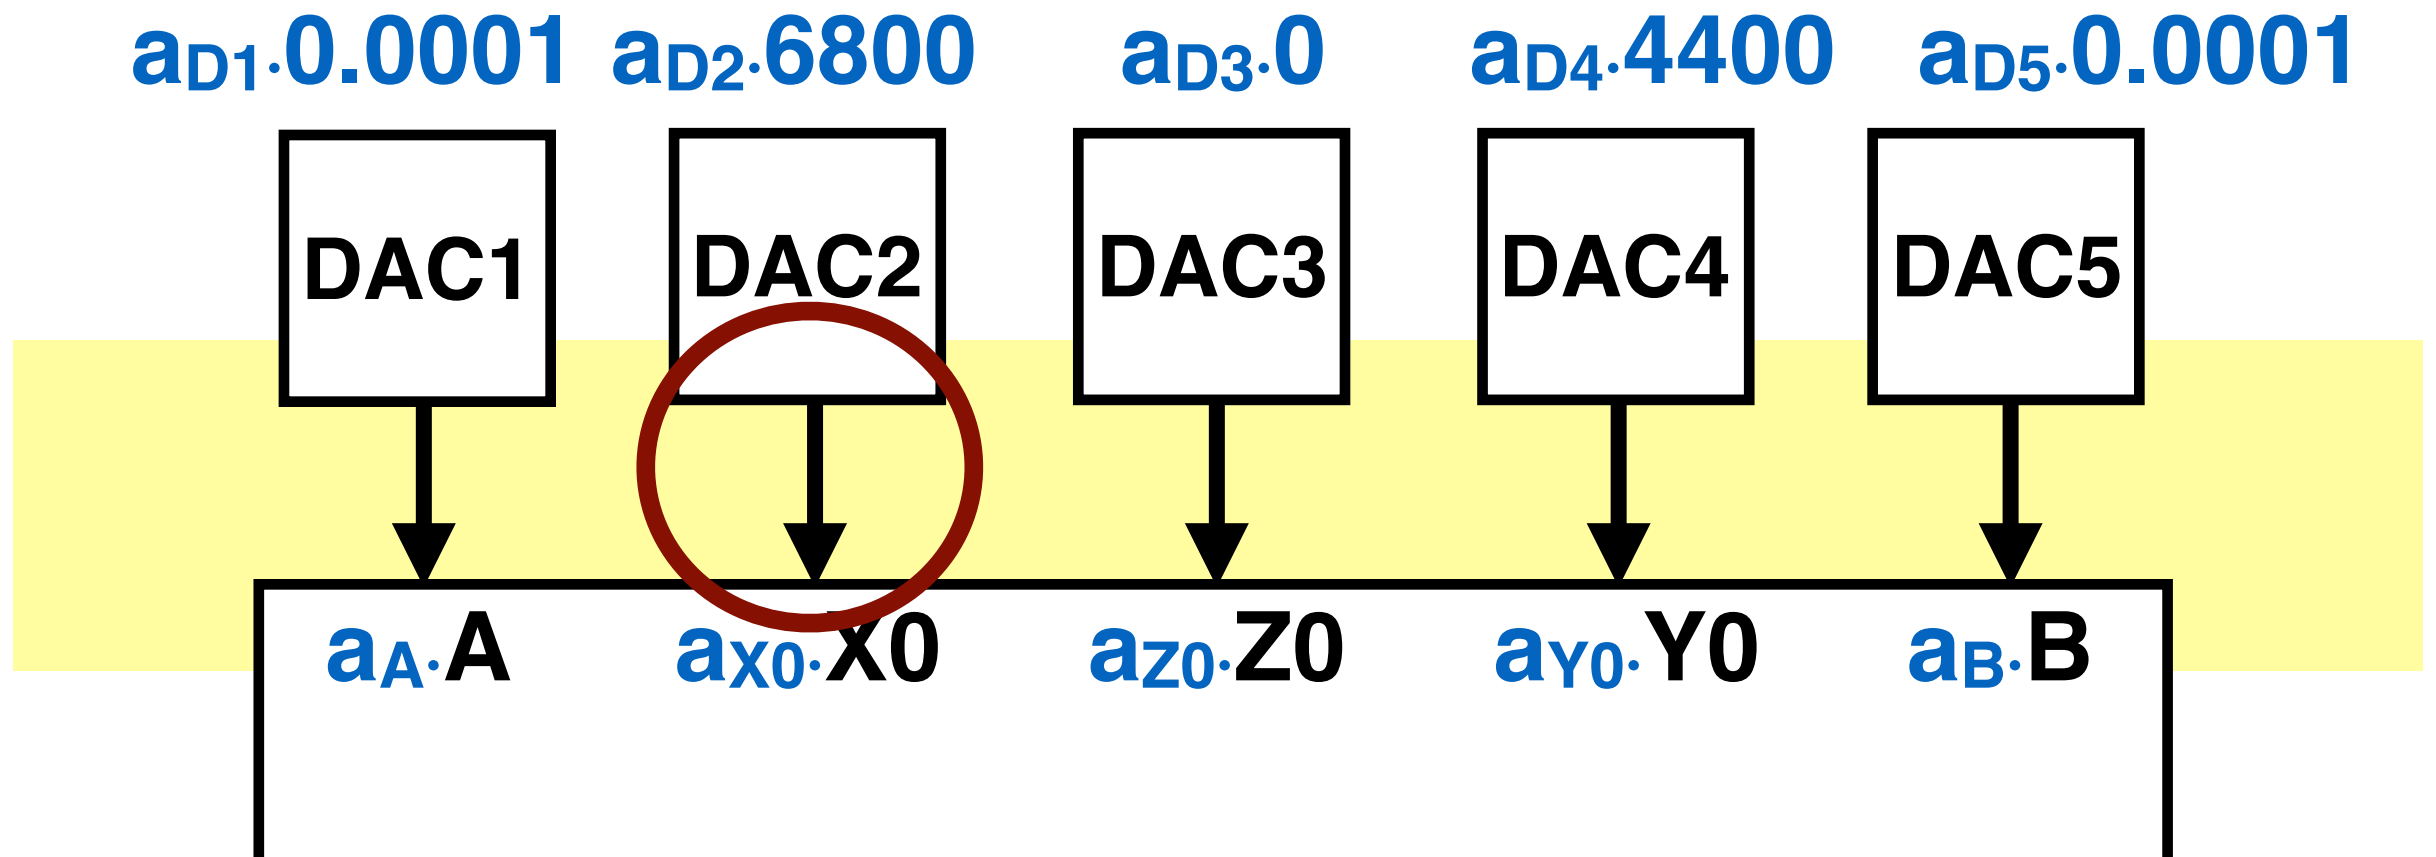 aD1·0.0001 aD2·6800 aD3·0 aD4·4400 aD5·0.0001
DAC1 DAC2 DAC3 DAC4 DAC5
aA·A aX0·X0 aZ0·Z0 aY0·Y0 aB·B